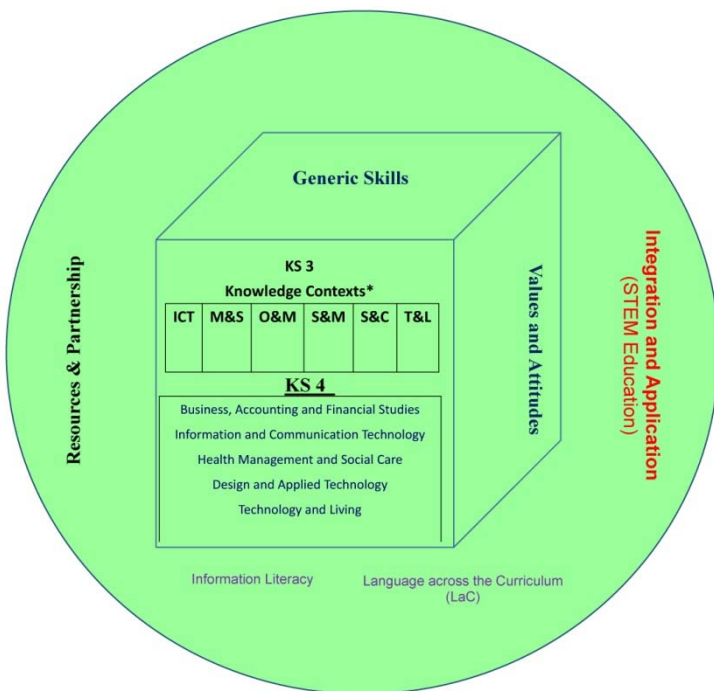 Generic Skills
KS 3
Knowledge Contexts*
ICT M&S O&M S&M S&C T&L
KS 4
Business, Accounting and Financial Studies
Information and Communication Technology
Health Management and Social Care
Design and Applied Technology
Technology and Living
Values and Attitudes
Resources & Partnership
Integration and Application
(STEM Education)
Information Literacy
Language across the Curriculum
(LaC)